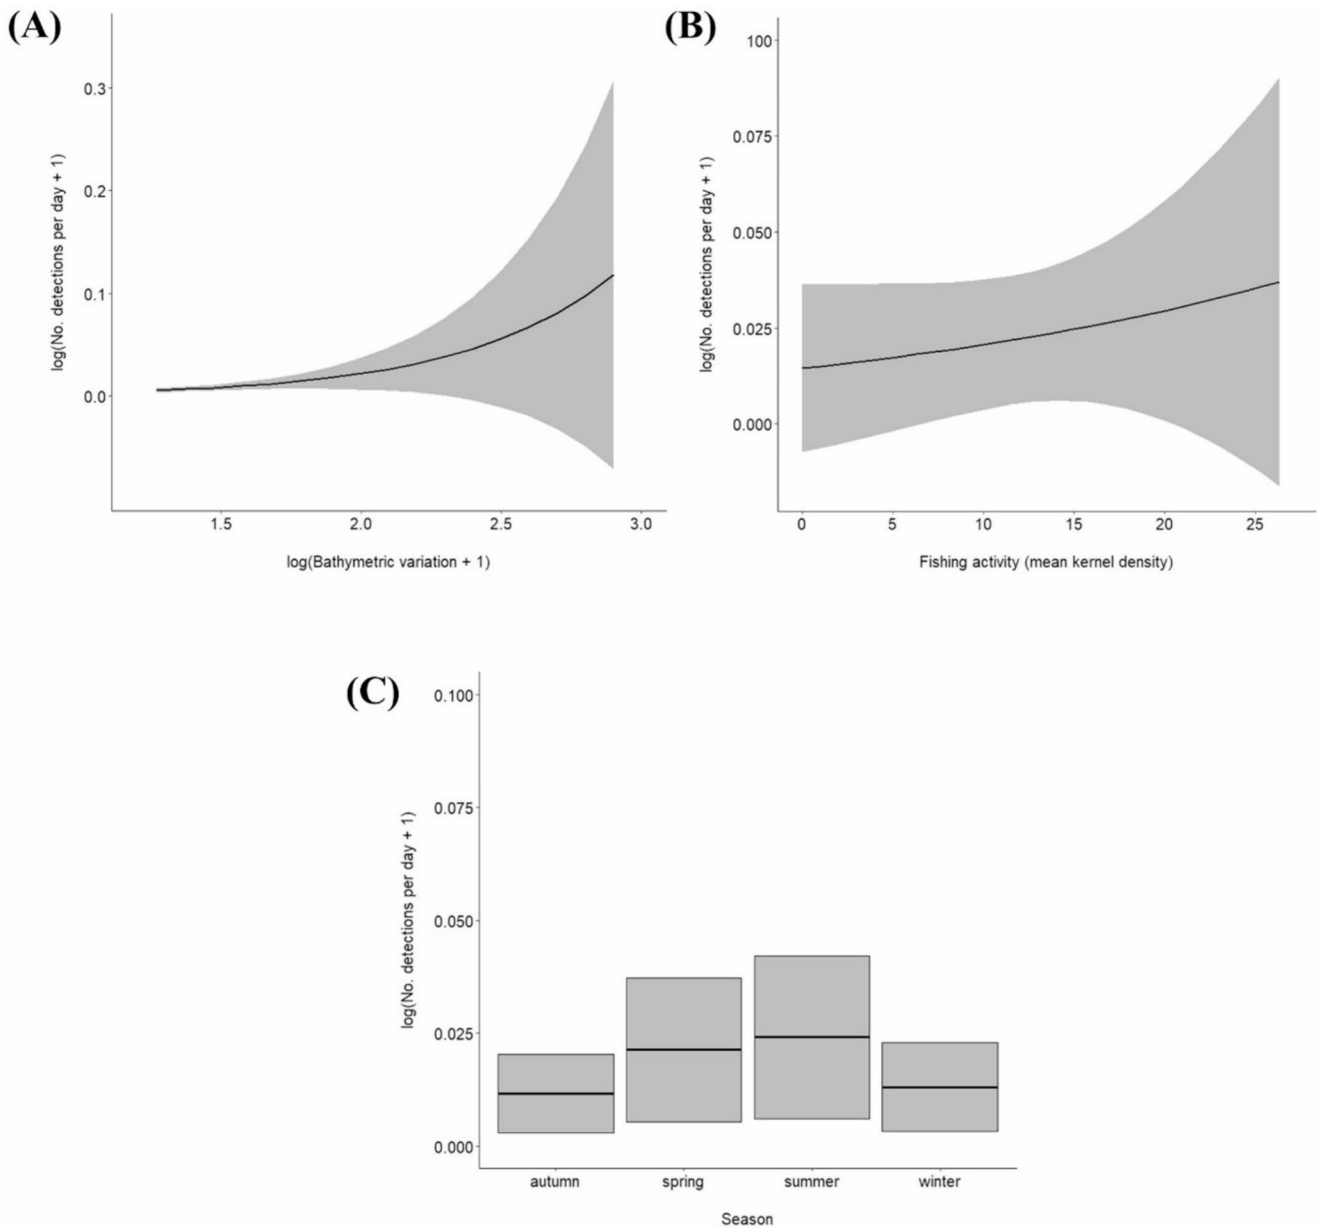 (A)
0.3
0.2
0.1
0.0
log(No. detections per day + 1)
1.5 2.0 2.5 3.0
log(Bathymetric variation + 1)
(B)
100
0.075
0.050
0.025
0.000
log(No. detections per day + 1)
0 5 10 15 20 25
Fishing activity (mean kernel density)
(C)
0.100
0.075
0.050
0.025
0.000
log(No. detections per day + 1)
autumn spring summer winter
Season